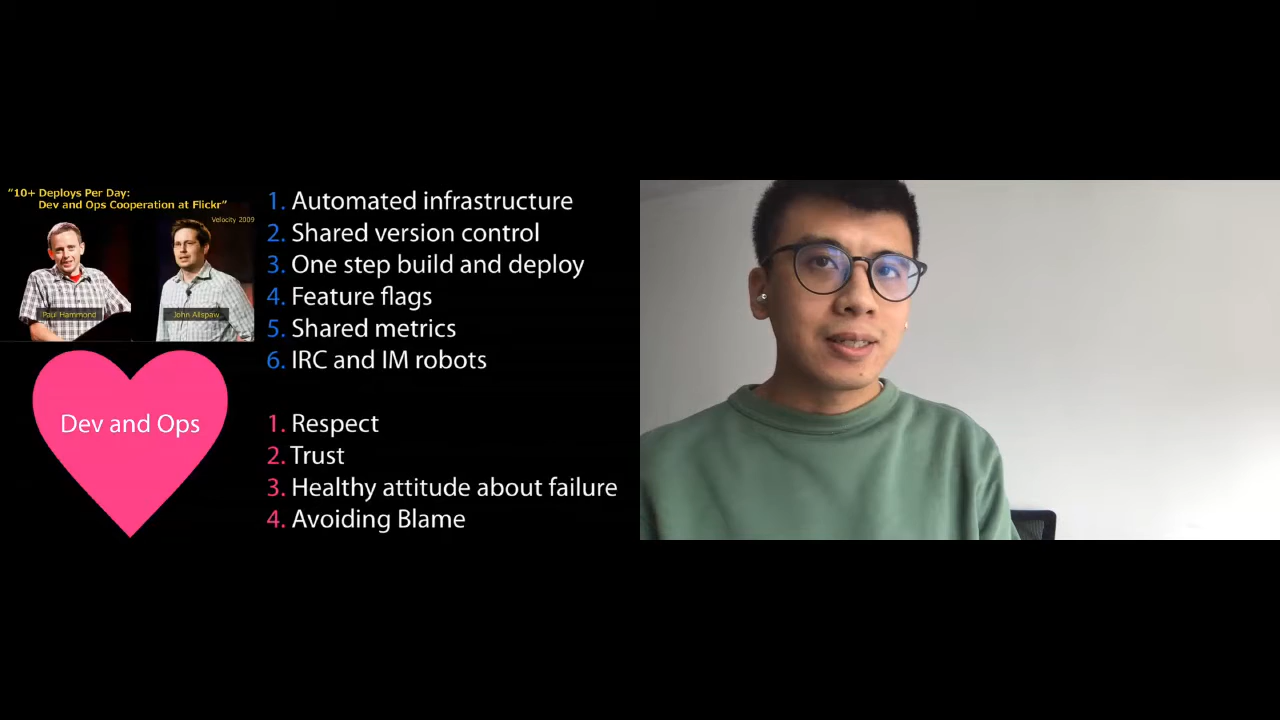 "10+ Deploys Per Day:
Dev and Ops Cooperation at Flickr"
Velocity 2009
Paul Hammond
John Allspaw
Dev and Ops
1. Automated infrastructure
2. Shared version control
3. One step build and deploy
4. Feature flags
5. Shared metrics
6. IRC and IM robots
1. Respect
2. Trust
3. Healthy attitude about failure
4. Avoiding Blame